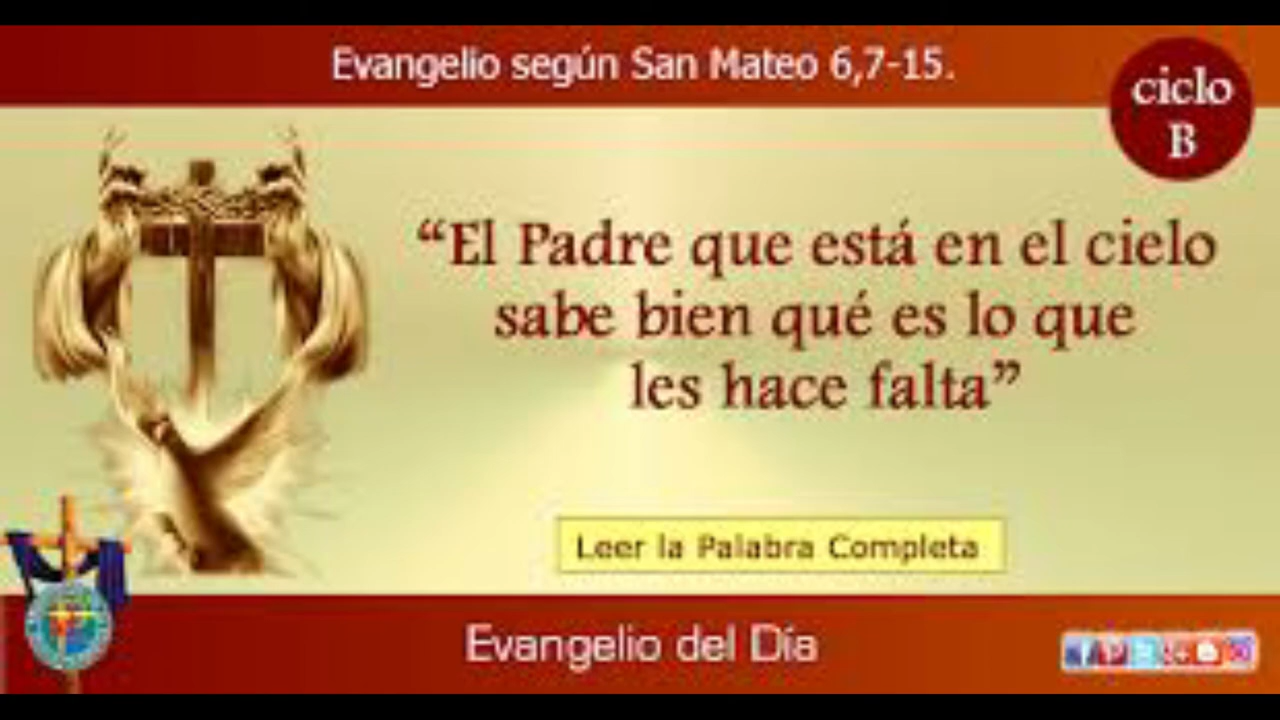 Evangelio según San Mateo 6,7-15.
ciclo
B
“El Padre que está en el cielo
sabe bien qué es lo que
les hace falta”
Leer la Palabra Completa
Evangelio del Día